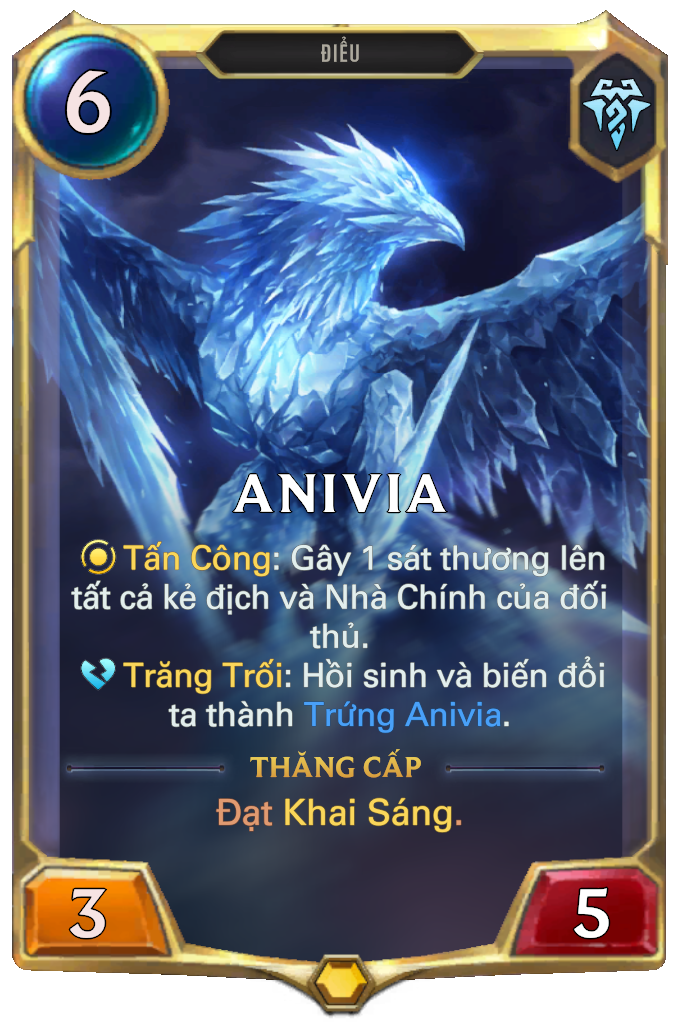 ĐIỂU
6
ANIVIA
Tấn Công: Gây 1 sát thương lên
tất cả kẻ địch và Nhà Chính của đối
thủ.
Trăng Trối: Hồi sinh và biến đổi
ta thành Trứng Anivia.
THĂNG CẤP
Đạt Khai Sáng.
3
5